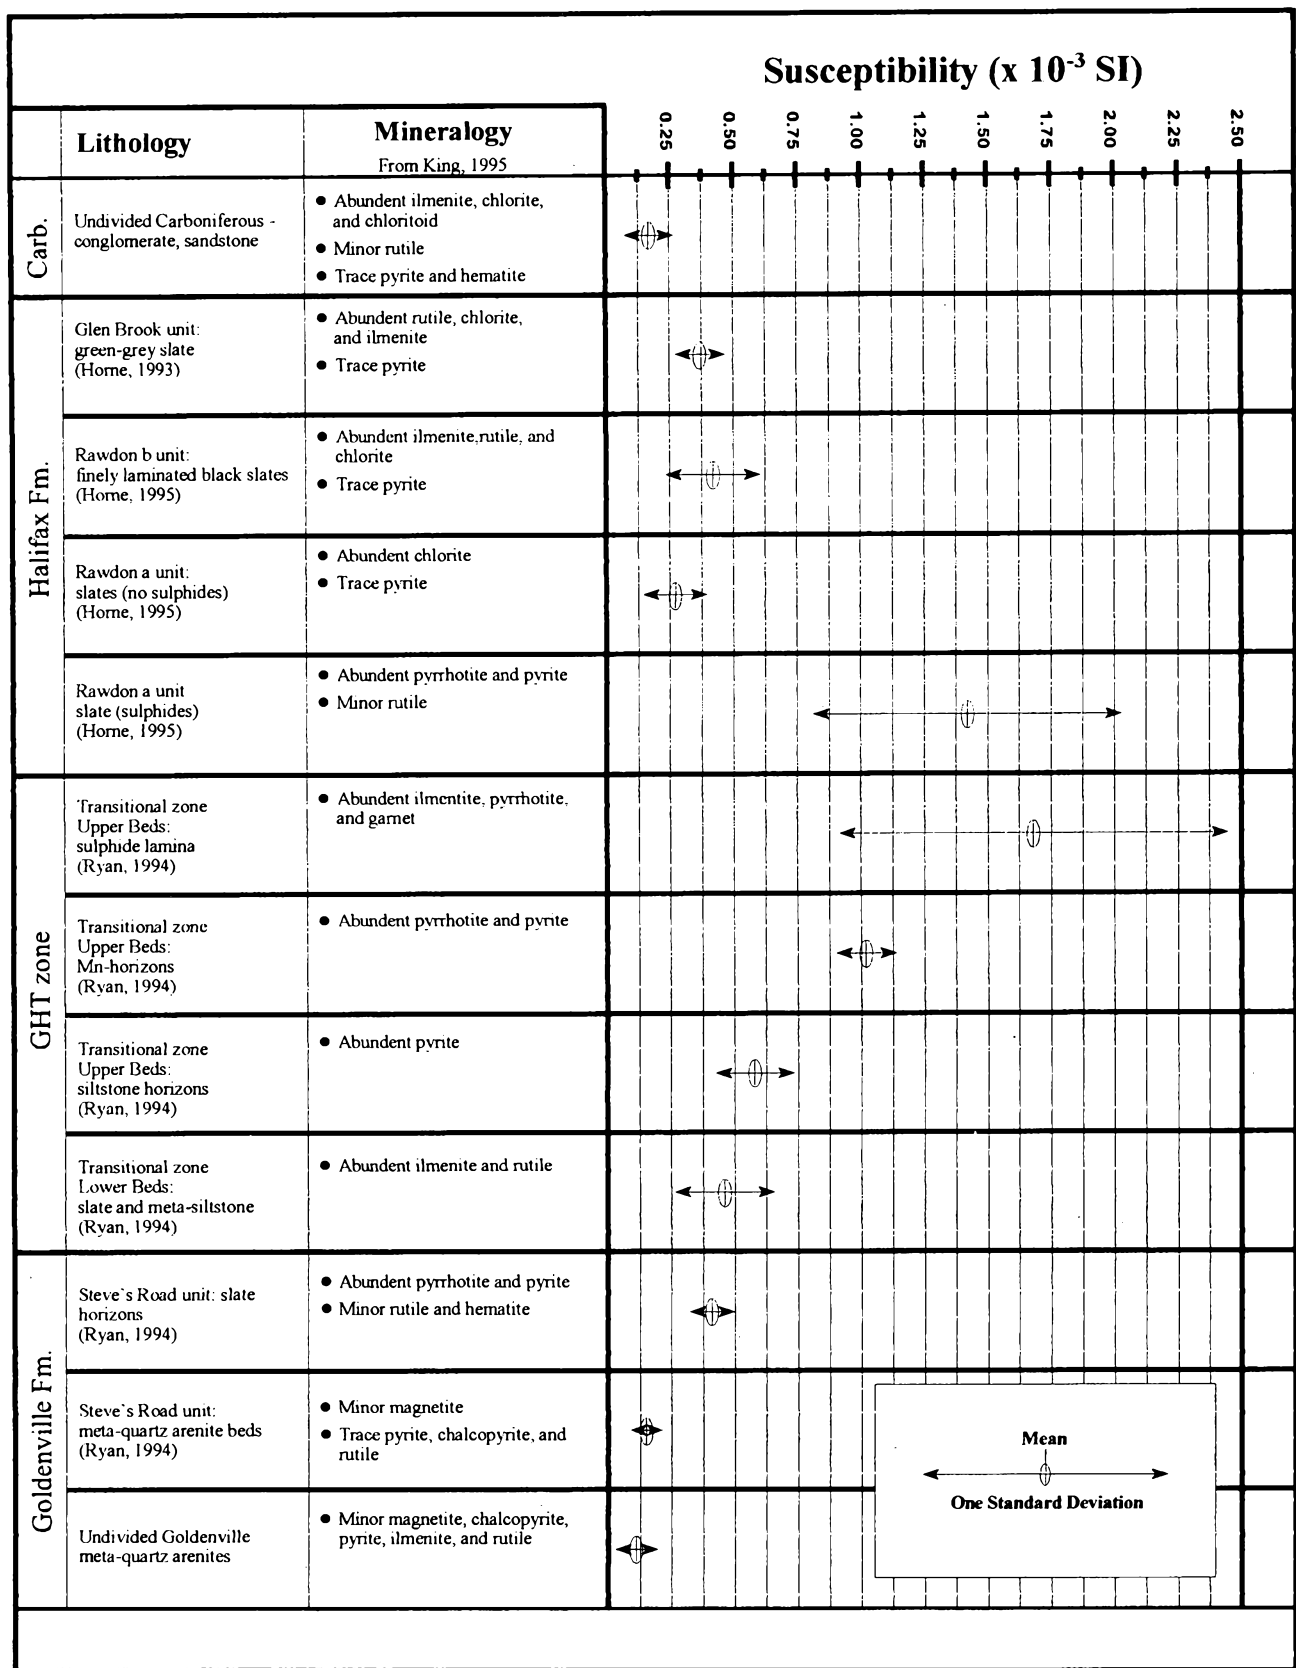 Susceptibility (x 10⁻³ SI)
Lithology
Mineralogy
From King, 1995
0.25
0.50
0.75
1.00
1.25
1.50
1.75
2.00
2.25
2.50
Carb.
Undivided Carboniferous -
conglomerate, sandstone
● Abundent ilmenite, chlorite,
and chloritoid
● Minor rutile
● Trace pyrite and hematite
Halifax Fm.
Glen Brook unit:
green-grey slate
(Horne, 1993)
● Abundant rutile, chlorite,
and ilmenite
● Trace pyrite
Rawdon b unit:
finely laminated black slates
(Horne, 1995)
● Abundant ilmenite,rutile, and
chlorite
● Trace pyrite
Rawdon a unit:
slates (no sulphides)
(Horne, 1995)
● Abundant chlorite
● Trace pyrite
Rawdon a unit
slate (sulphides)
(Horne, 1995)
● Abundant pyrrhotite and pyrite
● Minor rutile
GHT zone
Transitional zone
Upper Beds:
sulphide lamina
(Ryan, 1994)
● Abundant ilmentite, pyrrhotite,
and garnet
Transitional zone
Upper Beds:
Mn-horizons
(Ryan, 1994)
● Abundant pyrrhotite and pyrite
Transitional zone
Upper Beds:
siltstone horizons
(Ryan, 1994)
● Abundant pyrite
Transitional zone
Lower Beds:
slate and meta-siltstone
(Ryan, 1994)
● Abundant ilmenite and rutile
Goldenville Fm.
Steve's Road unit: slate
horizons
(Ryan, 1994)
● Abundant pyrrhotite and pyrite
● Minor rutile and hematite
Steve's Road unit:
meta-quartz arenite beds
(Ryan, 1994)
● Minor magnetite
● Trace pyrite, chalcopyrite, and
rutile
Undivided Goldenville
meta-quartz arenites
● Minor magnetite, chalcopyrite,
pyrite, ilmenite, and rutile
Mean
One Standard Deviation